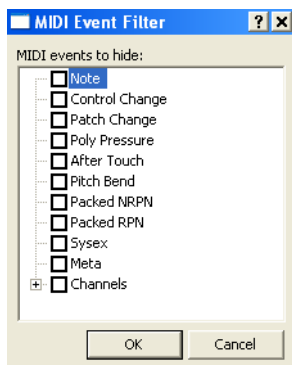 MIDI Event Filter
MIDI events to hide:
Note
Control Change
Patch Change
Poly Pressure
After Touch
Pitch Bend
Packed NRPN
Packed RPN
Sysex
Meta
Channels
OK Cancel